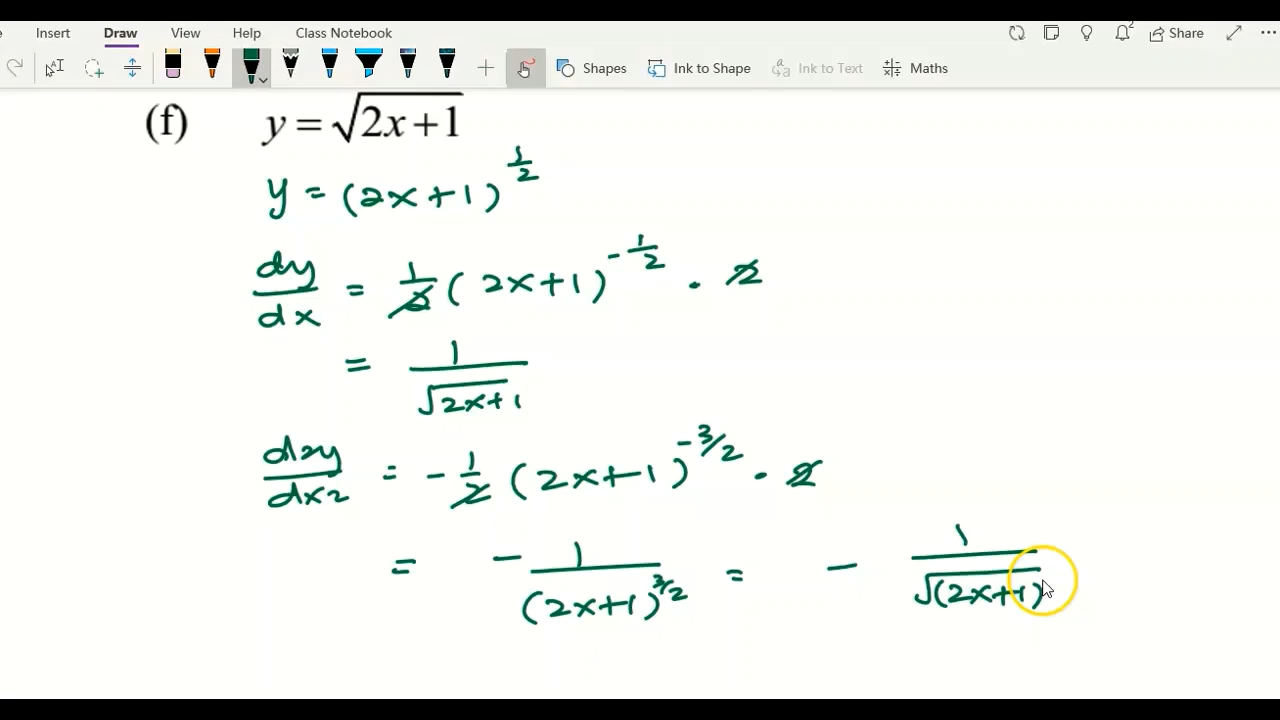 Insert Draw View Help Class Notebook 2 Share
Shapes Ink to Shape Ink to Text Maths
(f) y = √2x+1
y = (2x+1)^1/2
dy/dx = 1/2 (2x+1)^-1/2 · 2
= 1/√2x+1
d2y/dx2 = - 1/2 (2x+1)^-3/2 · 2
= - 1/(2x+1)^3/2 = - 1/√(2x+1)